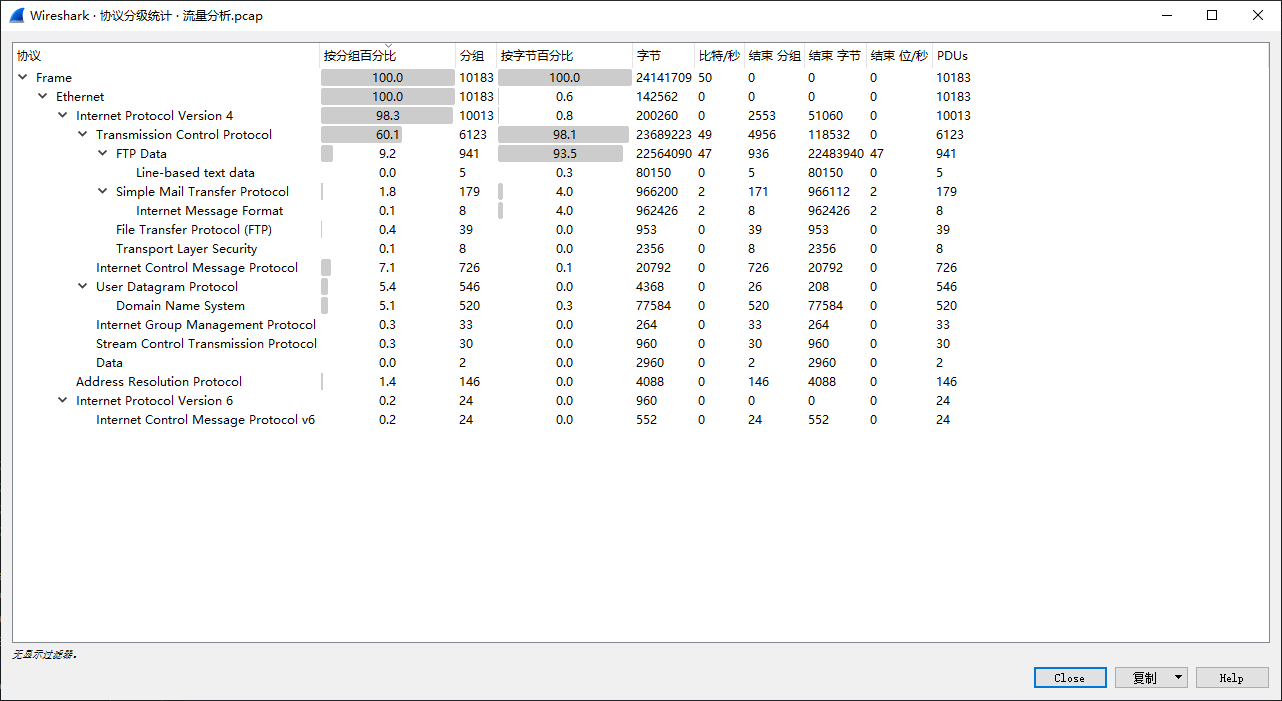 Wireshark · 协议分级统计 · 流量分析.pcap
协议 按分组百分比 分组 按字节百分比 字节 比特/秒 结束 分组 结束 字节 结束 位/秒 PDUs
Frame 100.0 10183 100.0 24141709 50 0 0 0 10183
Ethernet 100.0 10183 0.6 142562 0 0 0 0 10183
Internet Protocol Version 4 98.3 10013 0.8 200260 0 2553 51060 0 10013
Transmission Control Protocol 60.1 6123 98.1 23689223 49 4956 118532 0 6123
FTP Data 9.2 941 93.5 22564090 47 936 22483940 47 941
Line-based text data 0.0 5 0.3 80150 0 5 80150 0 5
Simple Mail Transfer Protocol 1.8 179 4.0 966200 2 171 966112 2 179
Internet Message Format 0.1 8 4.0 962426 2 8 962426 2 8
File Transfer Protocol (FTP) 0.4 39 0.0 953 0 39 953 0 39
Transport Layer Security 0.1 8 0.0 2356 0 8 2356 0 8
Internet Control Message Protocol 7.1 726 0.1 20792 0 726 20792 0 726
User Datagram Protocol 5.4 546 0.0 4368 0 26 208 0 546
Domain Name System 5.1 520 0.3 77584 0 520 77584 0 520
Internet Group Management Protocol 0.3 33 0.0 264 0 33 264 0 33
Stream Control Transmission Protocol 0.3 30 0.0 960 0 30 960 0 30
Data 0.0 2 0.0 2960 0 2 2960 0 2
Address Resolution Protocol 1.4 146 0.0 4088 0 146 4088 0 146
Internet Protocol Version 6 0.2 24 0.0 960 0 0 0 0 24
Internet Control Message Protocol v6 0.2 24 0.0 552 0 24 552 0 24
无显示过滤器。
Close 复制 Help